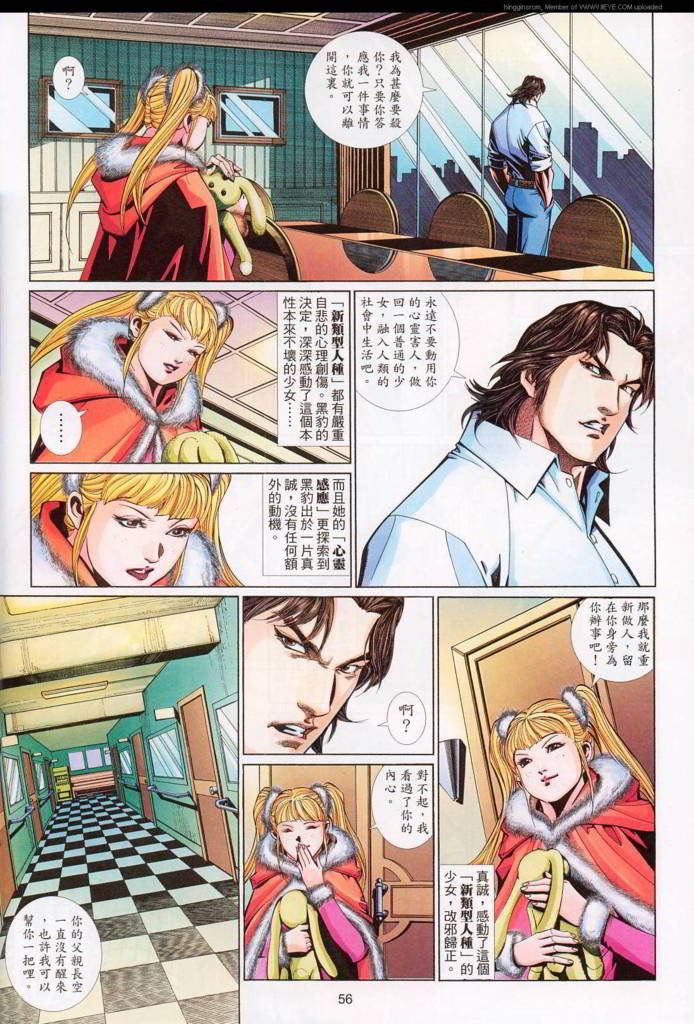 hingginsrom, Member of WWW.IEYE.COM uploaded
我為甚麼要殺
你？只要你答
應我一件事情
，你就可以離
開這裏。
啊？
永遠不要動用你
的心靈害人，做
回一個普通的少
女，融入人類的
社會中生活吧。
「新類型人種」都有嚴重
自悲的心理創傷。黑豹的
決定，深深感動了這個本
性本來不壞的少女……
……
而且她的「心靈
感應」更探索到
黑豹出於一片真
誠，沒有任何額
外的動機。
那麼我就重
新做人，留
在你身旁為
你辦事吧！
啊？
對不起，我
看過了你的
內心。
真誠，感動了這個
「新類型人種」的
少女，改邪歸正。
你的父親長空
一直沒有醒來
，也許我可以
幫你一把哩。
56